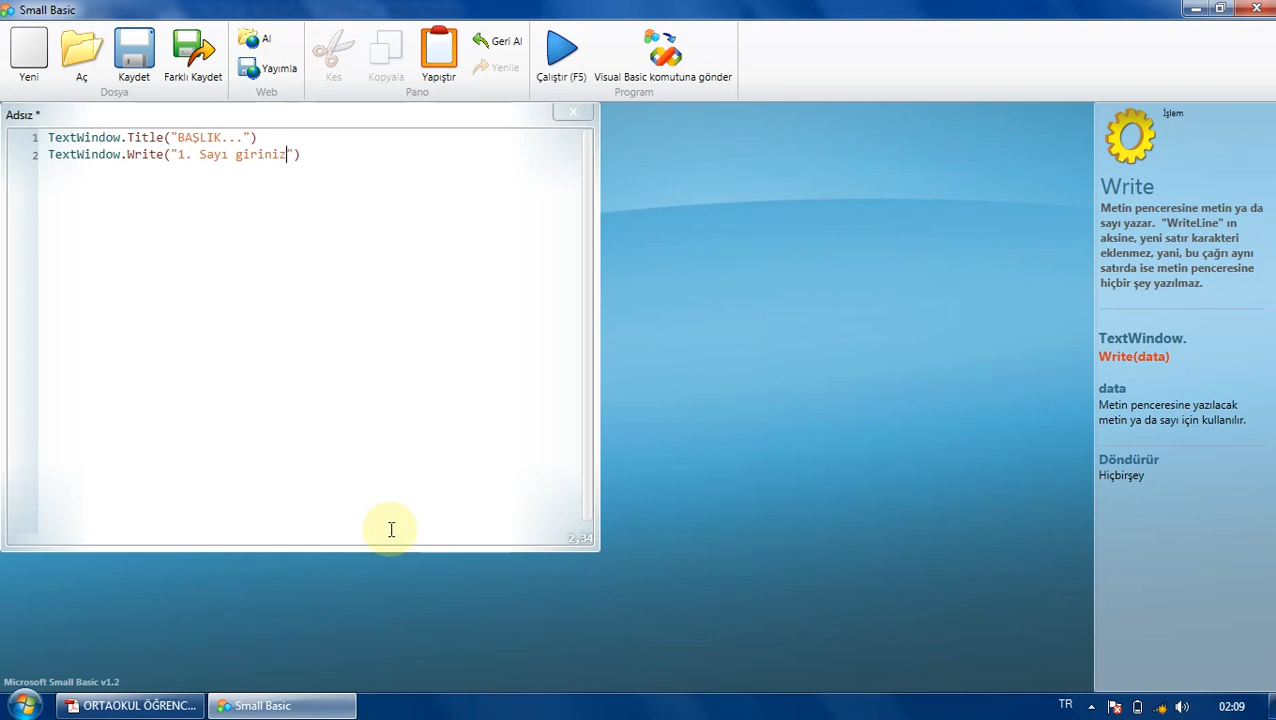 Small Basic
Yeni
Aç
Kaydet
Farklı Kaydet
Dosya
Al
Yayımla
Web
Kes
Kopyala
Yapıştır
Geri Al
Yenile
Pano
Çalıştır (F5)
Visual Basic komutuna gönder
Program
Adsız *
1 TextWindow.Title("BAŞLIK...")
2 TextWindow.Write("1. Sayı giriniz")
2,34
İşlem
Write
Metin penceresine metin ya da
sayı yazar. "WriteLine" ın
aksine, yeni satır karakteri
eklenmez, yani, bu çağrı aynı
satırda ise metin penceresine
hiçbir şey yazılmaz.
TextWindow.
Write(data)
data
Metin penceresine yazılacak
metin ya da sayı için kullanılır.
Döndürür
Hiçbirşey
Microsoft Small Basic v1.2
ORTAOKUL ÖĞRENC...
Small Basic
TR
02:09